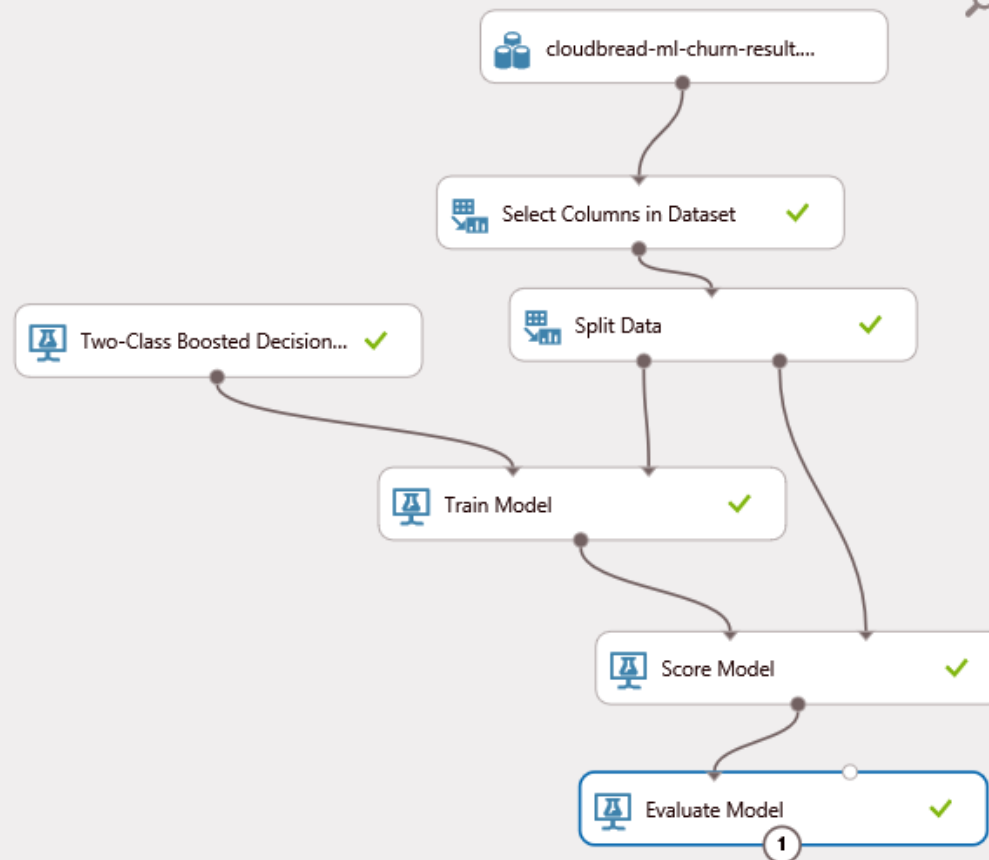 cloudbread-ml-churn-result....
Select Columns in Dataset
Split Data
Two-Class Boosted Decision...
Train Model
Score Model
Evaluate Model
1